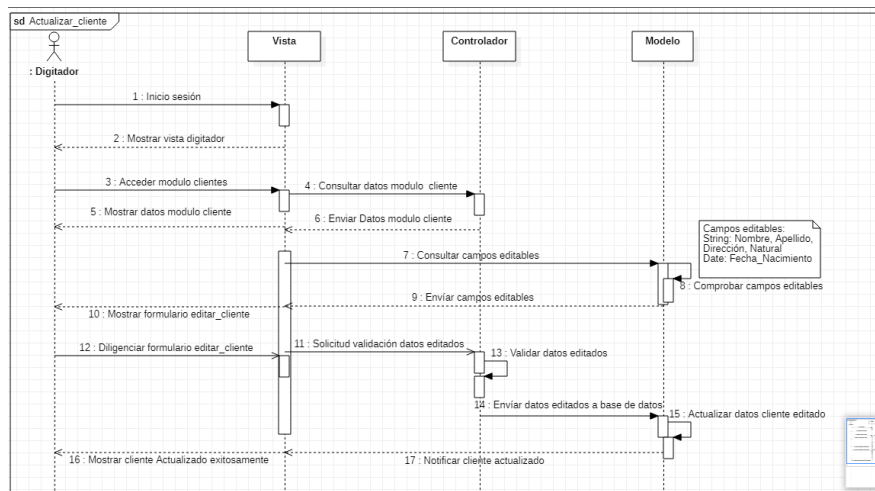 sd Actualizar_cliente
Vista
Controlador
Modelo
: Digitador
1 : Inicio sesión
2 : Mostrar vista digitador
3 : Acceder modulo clientes
4 : Consultar datos modulo cliente
5 : Mostrar datos modulo cliente
6 : Enviar Datos modulo cliente
Campos editables:
String: Nombre, Apellido,
Dirección, Natural
Date: Fecha_Nacimiento
7 : Consultar campos editables
8 : Comprobar campos editables
9 : Envíar campos editables
10 : Mostrar formulario editar_cliente
11 : Solicitud validación datos editados
12 : Diligenciar formulario editar_cliente
13 : Validar datos editados
14 : Envíar datos editados a base de datos
15 : Actualizar datos cliente editado
16 : Mostrar cliente Actualizado exitosamente
17 : Notificar cliente actualizado